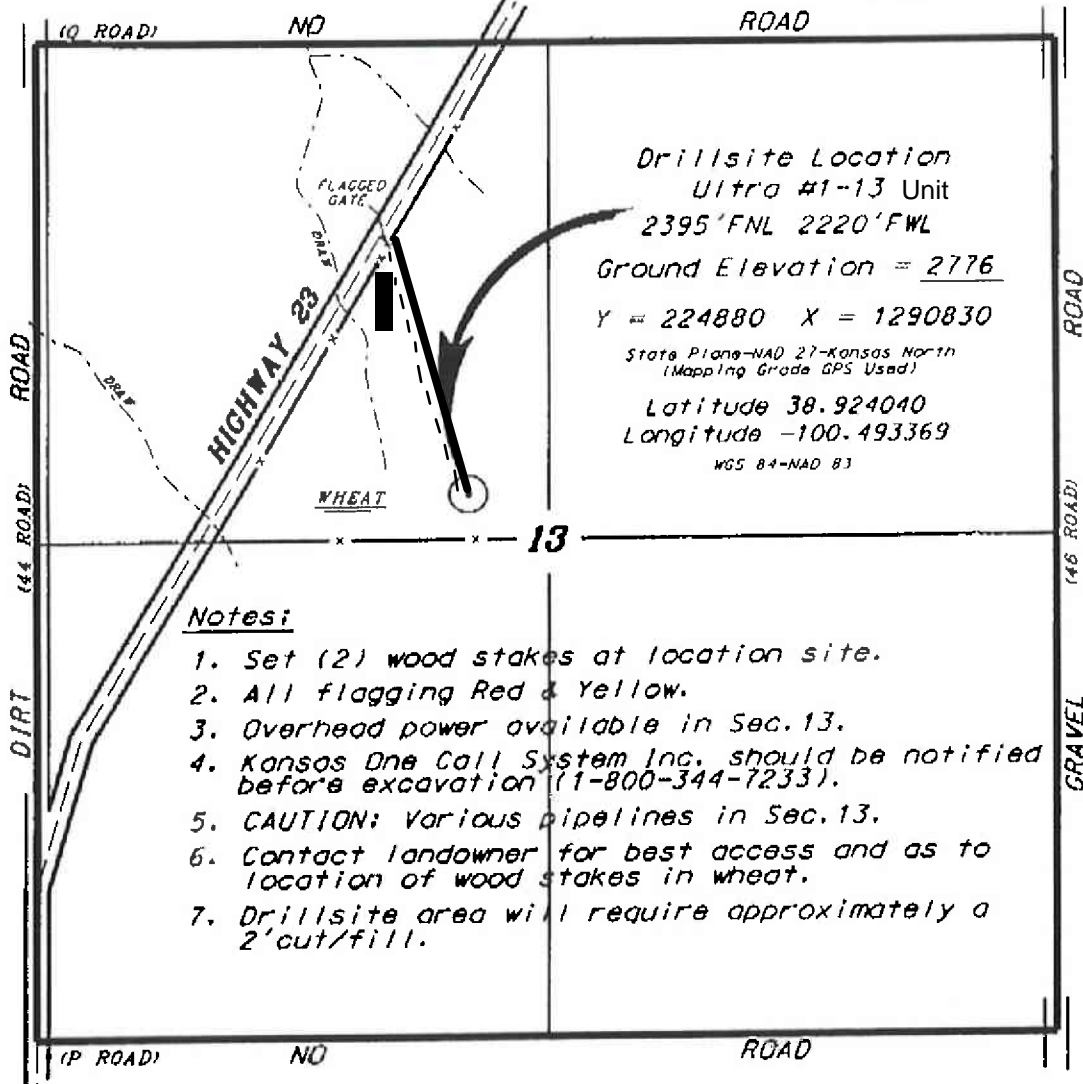 (Q ROAD) NO ROAD
Drillsite Location
Ultra #1-13 Unit
2395'FNL 2220'FWL
Ground Elevation = 2776
Y = 224880 X = 1290830
State Plane-NAD 27-Kansas North
(Mapping Grade GPS Used)
Latitude 38.924040
Longitude -100.493369
WGS 84-NAD 83
FLAGGED
GATE
DRAW
HIGHWAY 23
DRAW
WHEAT
13
DIRT (44 ROAD) ROAD
GRAVEL (46 ROAD) ROAD
Notes:
1. Set (2) wood stakes at location site.
2. All flagging Red & Yellow.
3. Overhead power available in Sec.13.
4. Kansas One Call System Inc. should be notified
before excavation (1-800-344-7233).
5. CAUTION: Various pipelines in Sec.13.
6. Contact landowner for best access and as to
location of wood stakes in wheat.
7. Drillsite area will require approximately a
2'cut/fill.
(P ROAD) NO ROAD